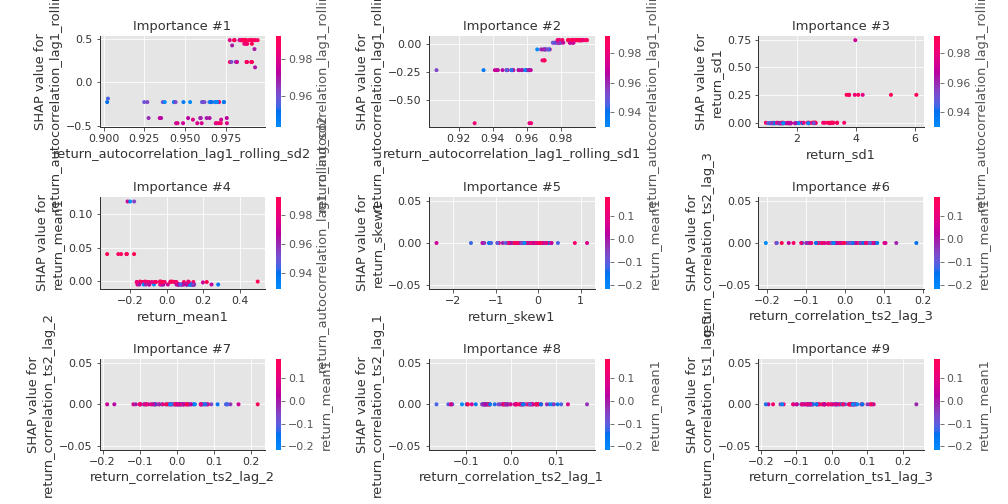 Importance #1
SHAP value for
return_autocorrelation_lag1_rolling
0.5
0.0
−0.5
0.900
0.925
0.950
0.975
return_autocorrelation_lag1_rolling_sd2
0.98
0.96
return_autocorrelation_lag1_rolling_sd1
Importance #2
SHAP value for
return_autocorrelation_lag1_rolling
0.00
−0.25
−0.50
0.92
0.94
0.96
0.98
return_autocorrelation_lag1_rolling_sd1
0.98
0.96
0.94
return_autocorrelation_lag1_rolling
Importance #3
SHAP value for
return_sd1
0.75
0.50
0.25
0.00
2
4
6
return_sd1
0.98
0.96
0.94
return_autocorrelation_lag1_rolling
Importance #4
SHAP value for
return_mean1
0.10
0.05
0.00
−0.2
0.0
0.2
0.4
return_mean1
0.98
0.96
0.94
return_autocorrelation_lag1_rolling_sd2
Importance #5
SHAP value for
return_skew1
0.05
0.00
−0.05
−2
−1
0
1
return_skew1
0.1
0.0
−0.1
−0.2
return_mean1
Importance #6
SHAP value for
return_correlation_ts2_lag_3
0.05
0.00
−0.05
−0.2
−0.1
0.0
0.1
0.2
return_correlation_ts2_lag_3
0.1
0.0
−0.1
−0.2
return_mean1
Importance #7
SHAP value for
return_correlation_ts2_lag_2
0.05
0.00
−0.05
−0.2
−0.1
0.0
0.1
0.2
return_correlation_ts2_lag_2
0.1
0.0
−0.1
−0.2
return_mean1
Importance #8
SHAP value for
return_correlation_ts2_lag_1
0.05
0.00
−0.05
−0.1
0.0
0.1
return_correlation_ts2_lag_1
0.1
0.0
−0.1
−0.2
return_mean1
Importance #9
SHAP value for
return_correlation_ts1_lag_3
0.05
0.00
−0.05
−0.2
−0.1
0.0
0.1
0.2
return_correlation_ts1_lag_3
0.1
0.0
−0.1
−0.2
return_mean1